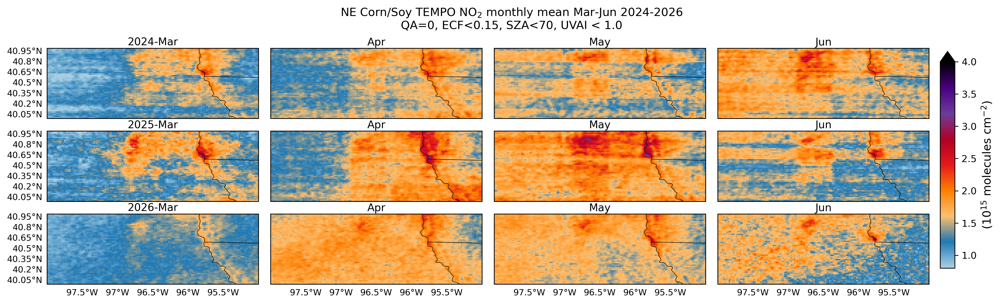 NE Corn/Soy TEMPO NO₂ monthly mean Mar-Jun 2024-2026
QA=0, ECF<0.15, SZA<70, UVAI < 1.0
2024-Mar Apr May Jun
40.95°N
40.8°N
40.65°N
40.5°N
40.35°N
40.2°N
40.05°N
2025-Mar Apr May Jun
40.95°N
40.8°N
40.65°N
40.5°N
40.35°N
40.2°N
40.05°N
2026-Mar Apr May Jun
40.95°N
40.8°N
40.65°N
40.5°N
40.35°N
40.2°N
40.05°N
97.5°W 97°W 96.5°W 96°W 95.5°W 97.5°W 97°W 96.5°W 96°W 95.5°W 97.5°W 97°W 96.5°W 96°W 95.5°W 97.5°W 97°W 96.5°W 96°W 95.5°W
4.0
3.5
3.0
2.5
2.0
1.5
1.0
(10¹⁵ molecules cm⁻²)